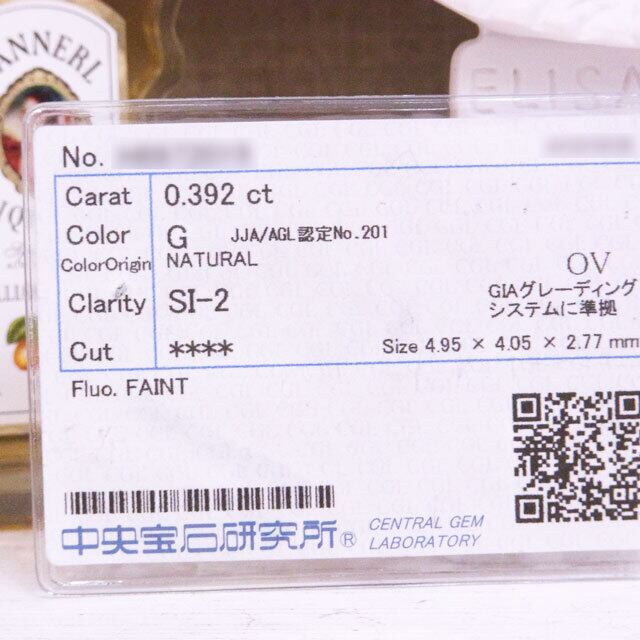 ANNERL
ELISA
No.
Carat 0.392 ct
Color G JJA/AGL認定No.201
ColorOrigin NATURAL
OV
Clarity SI-2 GIAグレーディング
システムに準拠
Cut **** Size 4.95 × 4.05 × 2.77 mm
Fluo. FAINT
中央宝石研究所® CENTRAL GEM
LABORATORY